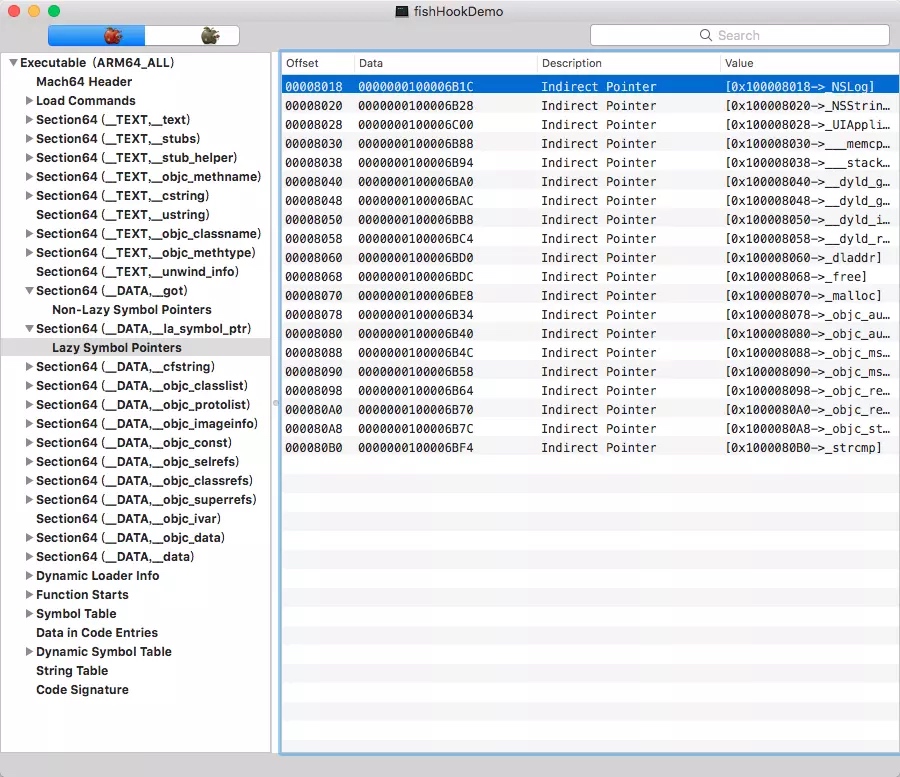 fishHookDemo
Search
Executable (ARM64_ALL)
Mach64 Header
Load Commands
Section64 (__TEXT,__text)
Section64 (__TEXT,__stubs)
Section64 (__TEXT,__stub_helper)
Section64 (__TEXT,__objc_methname)
Section64 (__TEXT,__cstring)
Section64 (__TEXT,__ustring)
Section64 (__TEXT,__objc_classname)
Section64 (__TEXT,__objc_methtype)
Section64 (__TEXT,__unwind_info)
Section64 (__DATA,__got)
Non-Lazy Symbol Pointers
Section64 (__DATA,__la_symbol_ptr)
Lazy Symbol Pointers
Section64 (__DATA,__cfstring)
Section64 (__DATA,__objc_classlist)
Section64 (__DATA,__objc_protolist)
Section64 (__DATA,__objc_imageinfo)
Section64 (__DATA,__objc_const)
Section64 (__DATA,__objc_selrefs)
Section64 (__DATA,__objc_classrefs)
Section64 (__DATA,__objc_superrefs)
Section64 (__DATA,__objc_ivar)
Section64 (__DATA,__objc_data)
Section64 (__DATA,__data)
Dynamic Loader Info
Function Starts
Symbol Table
Data in Code Entries
Dynamic Symbol Table
String Table
Code Signature
Offset Data Description Value
00008018 0000000100006B1C Indirect Pointer [0x100008018->_NSLog]
00008020 0000000100006B28 Indirect Pointer [0x100008020->_NSStrin…
00008028 0000000100006C00 Indirect Pointer [0x100008028->_UIAppli…
00008030 0000000100006B88 Indirect Pointer [0x100008030->___memcp…
00008038 0000000100006B94 Indirect Pointer [0x100008038->___stack…
00008040 0000000100006BA0 Indirect Pointer [0x100008040->__dyld_g…
00008048 0000000100006BAC Indirect Pointer [0x100008048->__dyld_g…
00008050 0000000100006BB8 Indirect Pointer [0x100008050->__dyld_i…
00008058 0000000100006BC4 Indirect Pointer [0x100008058->__dyld_r…
00008060 0000000100006BD0 Indirect Pointer [0x100008060->_dladdr]
00008068 0000000100006BDC Indirect Pointer [0x100008068->_free]
00008070 0000000100006BE8 Indirect Pointer [0x100008070->_malloc]
00008078 0000000100006B34 Indirect Pointer [0x100008078->_objc_au…
00008080 0000000100006B40 Indirect Pointer [0x100008080->_objc_au…
00008088 0000000100006B4C Indirect Pointer [0x100008088->_objc_ms…
00008090 0000000100006B58 Indirect Pointer [0x100008090->_objc_ms…
00008098 0000000100006B64 Indirect Pointer [0x100008098->_objc_re…
000080A0 0000000100006B70 Indirect Pointer [0x1000080A0->_objc_re…
000080A8 0000000100006B7C Indirect Pointer [0x1000080A8->_objc_st…
000080B0 0000000100006BF4 Indirect Pointer [0x1000080B0->_strcmp]